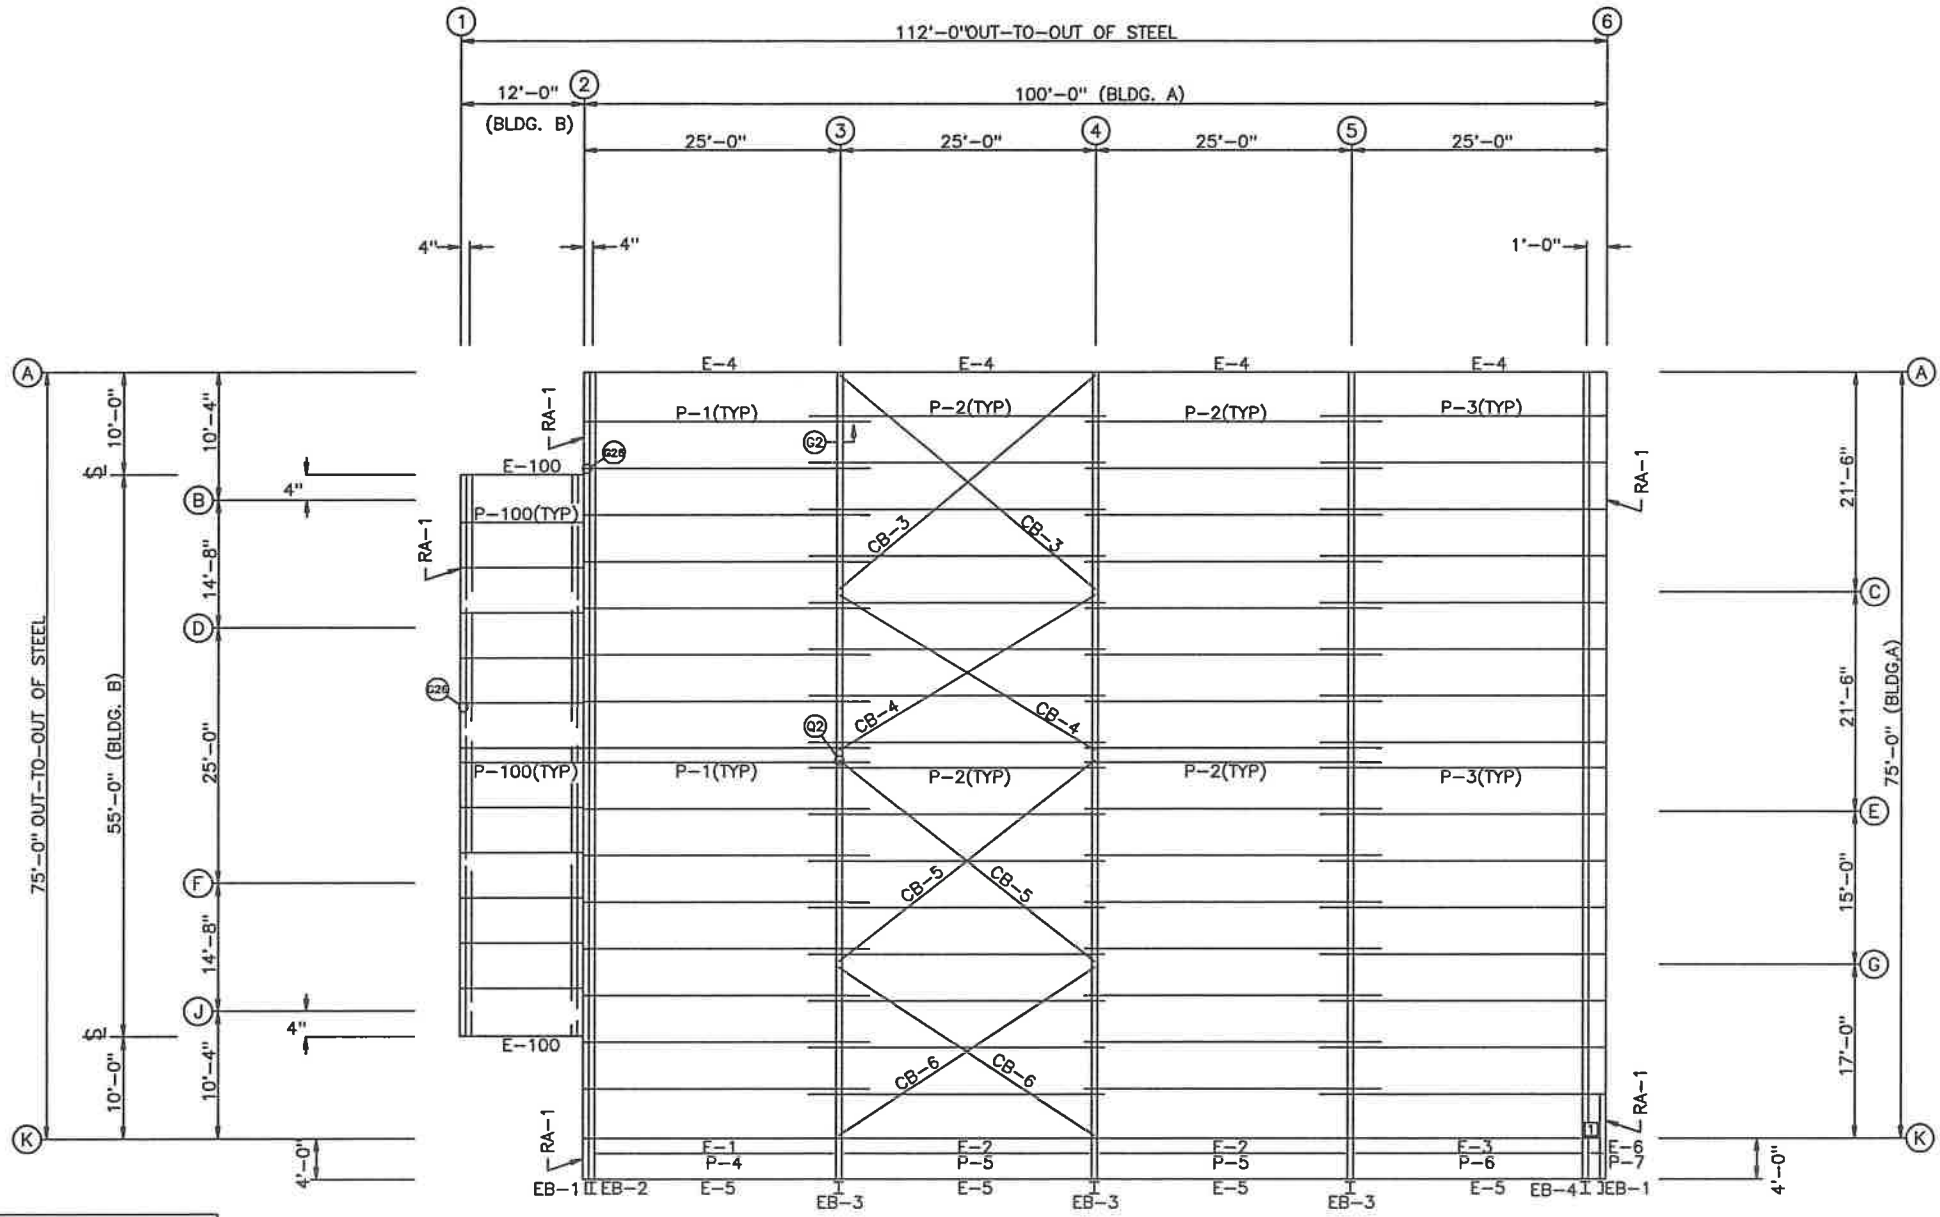 1
6
112'-0"OUT-TO-OUT OF STEEL
2
12'-0"
100'-0" (BLDG. A)
(BLDG. B)
3
4
5
25'-0"
25'-0"
25'-0"
25'-0"
4"
4"
1'-0"
A
E-4
E-4
E-4
E-4
A
10'-0"
10'-4"
RA-1
P-1(TYP)
P-2(TYP)
P-2(TYP)
P-3(TYP)
G2
G28
E-100
RA-1
21'-6"
4"
B
P-100(TYP)
RA-1
CB-3
CB-3
14'-8"
C
D
75'-0" OUT-TO-OUT OF STEEL
55'-0" (BLDG. B)
25'-0"
G26
Q2
CB-4
CB-4
21'-6"
75'-0" (BLDG.A)
P-100(TYP)
P-1(TYP)
P-2(TYP)
P-2(TYP)
P-3(TYP)
E
F
CB-5
CB-5
15'-0"
14'-8"
G
J
4"
E-100
10'-0"
10'-4"
CB-6
CB-6
17'-0"
RA-1
RA-1
1
K
K
E-1
E-2
E-2
E-3
E-6
P-4
P-5
P-5
P-6
P-7
4'-0"
4'-0"
EB-1
EB-2
E-5
EB-3
E-5
EB-3
E-5
EB-3
E-5
EB-4
EB-1